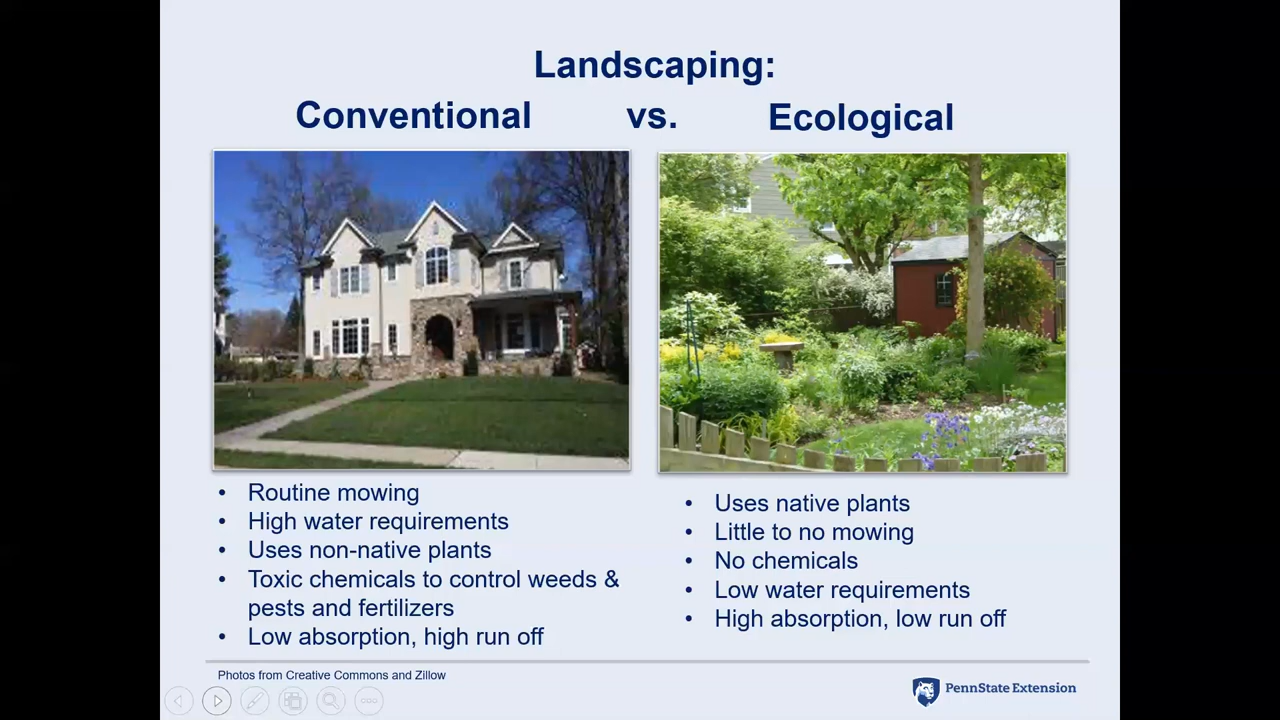 Landscaping:
Conventional vs. Ecological
• Routine mowing
• High water requirements
• Uses non-native plants
• Toxic chemicals to control weeds &
pests and fertilizers
• Low absorption, high run off
• Uses native plants
• Little to no mowing
• No chemicals
• Low water requirements
• High absorption, low run off
Photos from Creative Commons and Zillow
PennState Extension